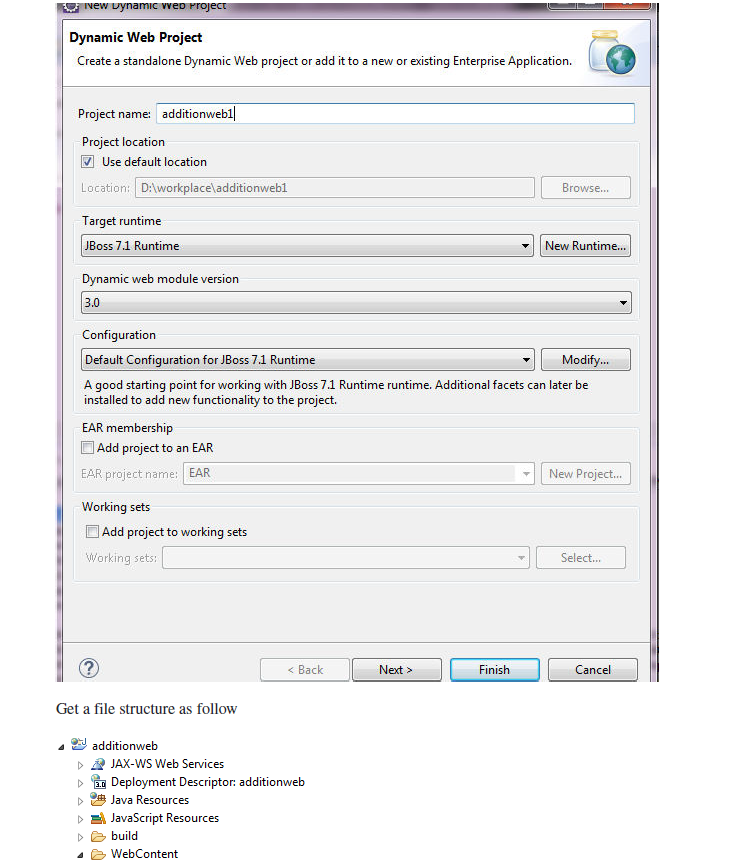 New Dynamic Web Project
Dynamic Web Project
Create a standalone Dynamic Web project or add it to a new or existing Enterprise Application.
Project name: additionweb1
Project location
Use default location
Location: D:\workplace\additionweb1 Browse...
Target runtime
JBoss 7.1 Runtime New Runtime...
Dynamic web module version
3.0
Configuration
Default Configuration for JBoss 7.1 Runtime Modify...
A good starting point for working with JBoss 7.1 Runtime runtime. Additional facets can later be
installed to add new functionality to the project.
EAR membership
Add project to an EAR
EAR project name: EAR New Project...
Working sets
Add project to working sets
Working sets: Select...
? < Back Next > Finish Cancel
Get a file structure as follow
additionweb
JAX-WS Web Services
3.0 Deployment Descriptor: additionweb
Java Resources
JavaScript Resources
build
WebContent